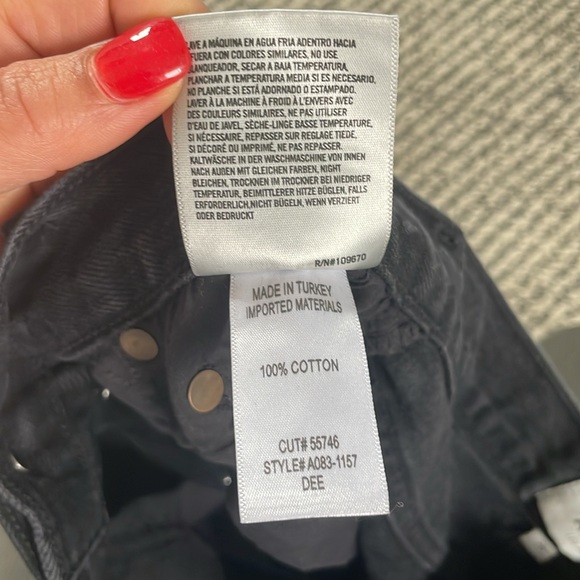 LAVE A MÁQUINA EN AGUA FRIA ADENTRO HACIA
FUERA CON COLORES SIMILARES, NO USE
BLANQUEADOR, SECAR A BAJA TEMPERATURA,
PLANCHAR A TEMPERATURA MEDIA SI ES NECESARIO,
NO PLANCHE SI ESTÁ ADORNADO O ESTAMPADO.
LAVER À LA MACHINE À FROID À L'ENVERS AVEC
DES COULEURS SIMILAIRES, NE PAS UTILISER
D'EAU DE JAVEL, SÈCHE-LINGE BASSE TEMPÉRATURE,
SI NÉCESSAIRE, REPASSER SUR REGLAGE TIEDE,
SI DÉCORÉ OU IMPRIMÉ, NE PAS REPASSER.
KALTWÄSCHE IN DER WASCHMASCHINE VON INNEN
NACH AUßEN MIT GLEICHEN FARBEN, NIGHT
BLEICHEN, TROCKNEN IM TROCKNER BEI NIEDRIGER
TEMPERATUR, BEIMITTLERER HITZE BÜGLEN, FALLS
ERFORDERLICH,NICHT BÜGELN, WENN VERZIERT
ODER BEDRUCKT
R/N#109670
MADE IN TURKEY
IMPORTED MATERIALS
100% COTTON
CUT# 55746
STYLE# A083-1157
DEE